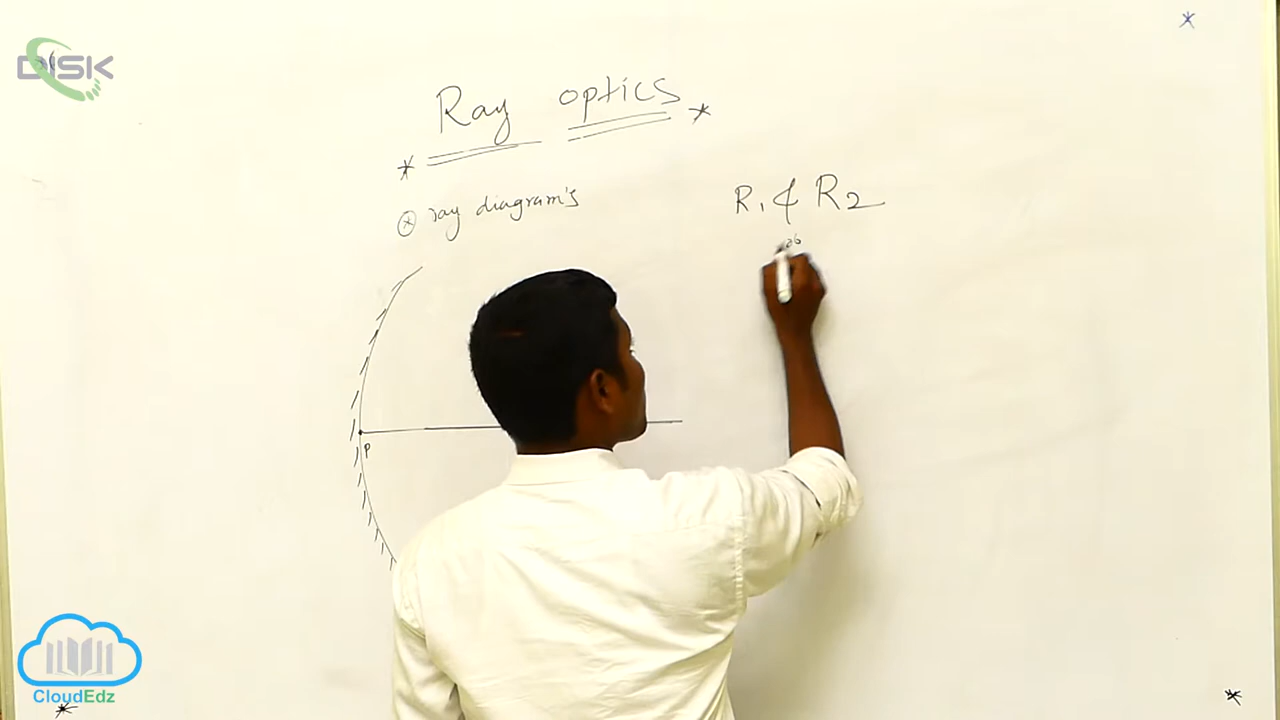 DISK
Ray optics
* *
⊛ ray diagram's
R1 & R2
P
CloudEdz